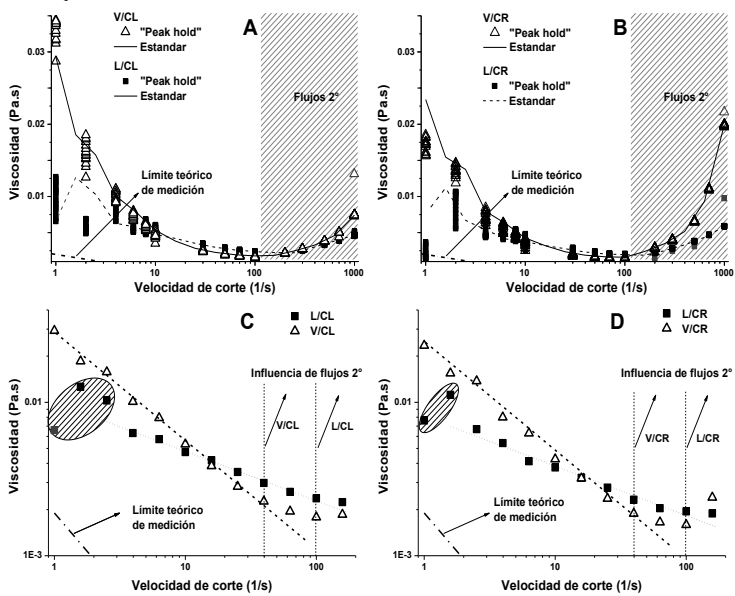 V/CL
"Peak hold"
Estandar
L/CL
"Peak hold"
Estandar
A
Flujos 2°
Límite teórico
de medición
0.03
0.02
0.01
Viscosidad (Pa.s)
1
10
100
1000
Velocidad de corte (1/s)
V/CR
"Peak hold"
Estandar
L/CR
"Peak hold"
Estandar
B
Flujos 2°
Límite teórico
de medición
0.03
0.02
0.01
Viscosidad (Pa.s)
1
10
100
1000
Velocidad de corte (1/s)
C
L/CL
V/CL
Influencia de flujos 2°
V/CL
L/CL
Límite teórico
de medición
0.01
1E-3
Viscosidad (Pa.s)
1
10
100
Velocidad de corte (1/s)
D
L/CR
V/CR
Influencia de flujos 2°
V/CR
L/CR
Límite teórico
de medición
0.01
1E-3
Viscosidad (Pa.s)
1
10
100
Velocidad de corte (1/s)